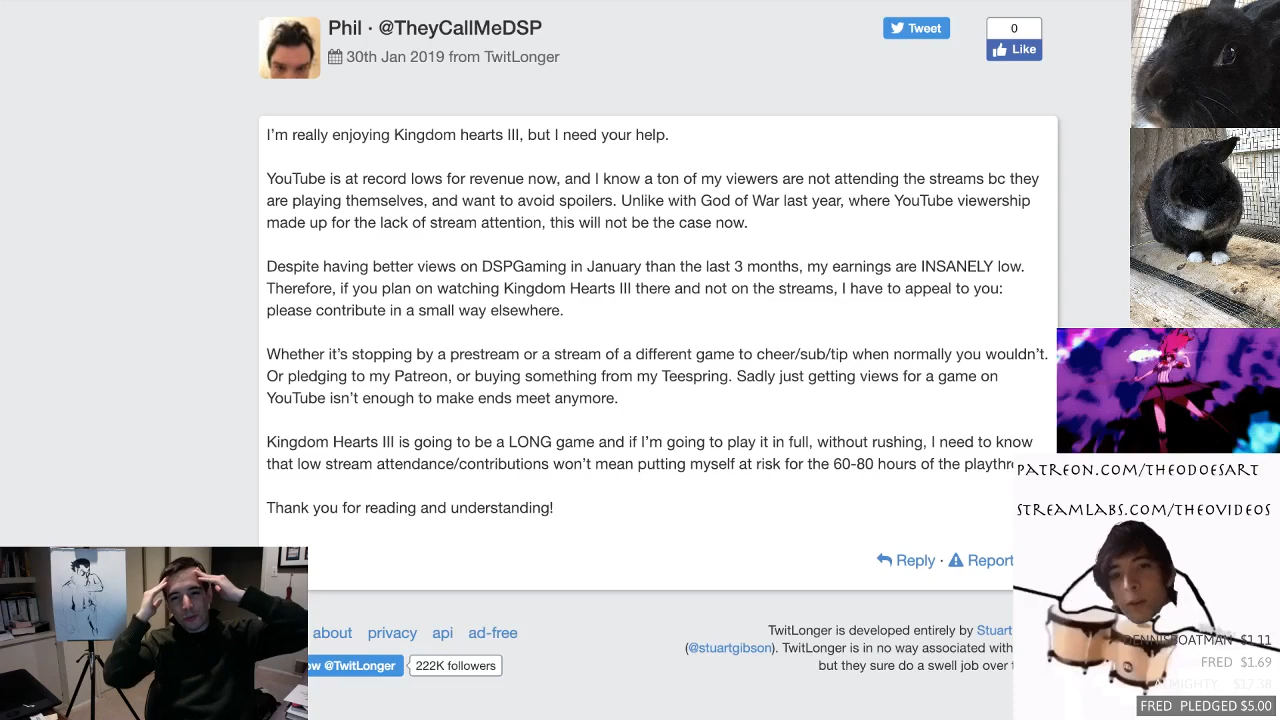 Phil · @TheyCallMeDSP
30th Jan 2019 from TwitLonger
Tweet
0
Like
I'm really enjoying Kingdom hearts III, but I need your help.
YouTube is at record lows for revenue now, and I know a ton of my viewers are not attending the streams bc they
are playing themselves, and want to avoid spoilers. Unlike with God of War last year, where YouTube viewership
made up for the lack of stream attention, this will not be the case now.
Despite having better views on DSPGaming in January than the last 3 months, my earnings are INSANELY low.
Therefore, if you plan on watching Kingdom Hearts III there and not on the streams, I have to appeal to you:
please contribute in a small way elsewhere.
Whether it's stopping by a prestream or a stream of a different game to cheer/sub/tip when normally you wouldn't.
Or pledging to my Patreon, or buying something from my Teespring. Sadly just getting views for a game on
YouTube isn't enough to make ends meet anymore.
Kingdom Hearts III is going to be a LONG game and if I'm going to play it in full, without rushing, I need to know
that low stream attendance/contributions won't mean putting myself at risk for the 60-80 hours of the playthr
Thank you for reading and understanding!
Reply · Report
PATREON.COM/THEODOESART
STREAMLABS.COM/THEOVIDEOS
about privacy api ad-free
ow @TwitLonger 222K followers
TwitLonger is developed entirely by Stuart
(@stuartgibson). TwitLonger is in no way associated with
but they sure do a swell job over t
DENNISBOATMAN $1.11
FRED $1.69
ALMIGHTY $17.38
FRED PLEDGED $5.00